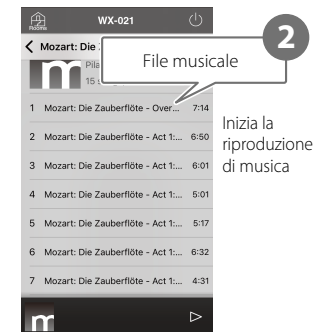 Rooms
WX-021
2
Mozart: Die
File musicale
Pila
15 s
1 Mozart: Die Zauberflöte - Over... 7:14
2 Mozart: Die Zauberflöte - Act 1:... 6:50
3 Mozart: Die Zauberflöte - Act 1:... 6:01
4 Mozart: Die Zauberflöte - Act 1:... 5:01
5 Mozart: Die Zauberflöte - Act 1:... 5:17
6 Mozart: Die Zauberflöte - Act 1:... 6:32
7 Mozart: Die Zauberflöte - Act 1:... 4:31
Inizia la
riproduzione
di musica
m